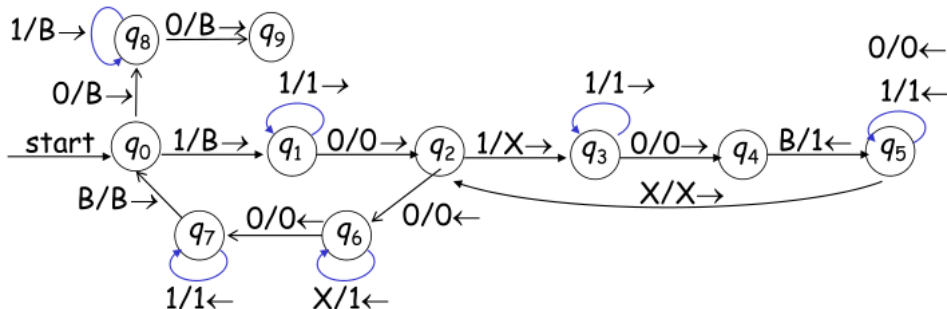 1/B→ q8 0/B→ q9
0/0←
0/B→ 1/1→ 1/1→ 1/1←
start q0 1/B→ q1 0/0→ q2 1/X→ q3 0/0→ q4 B/1← q5
B/B→ X/X→
q7 0/0← q6 0/0←
1/1← X/1←